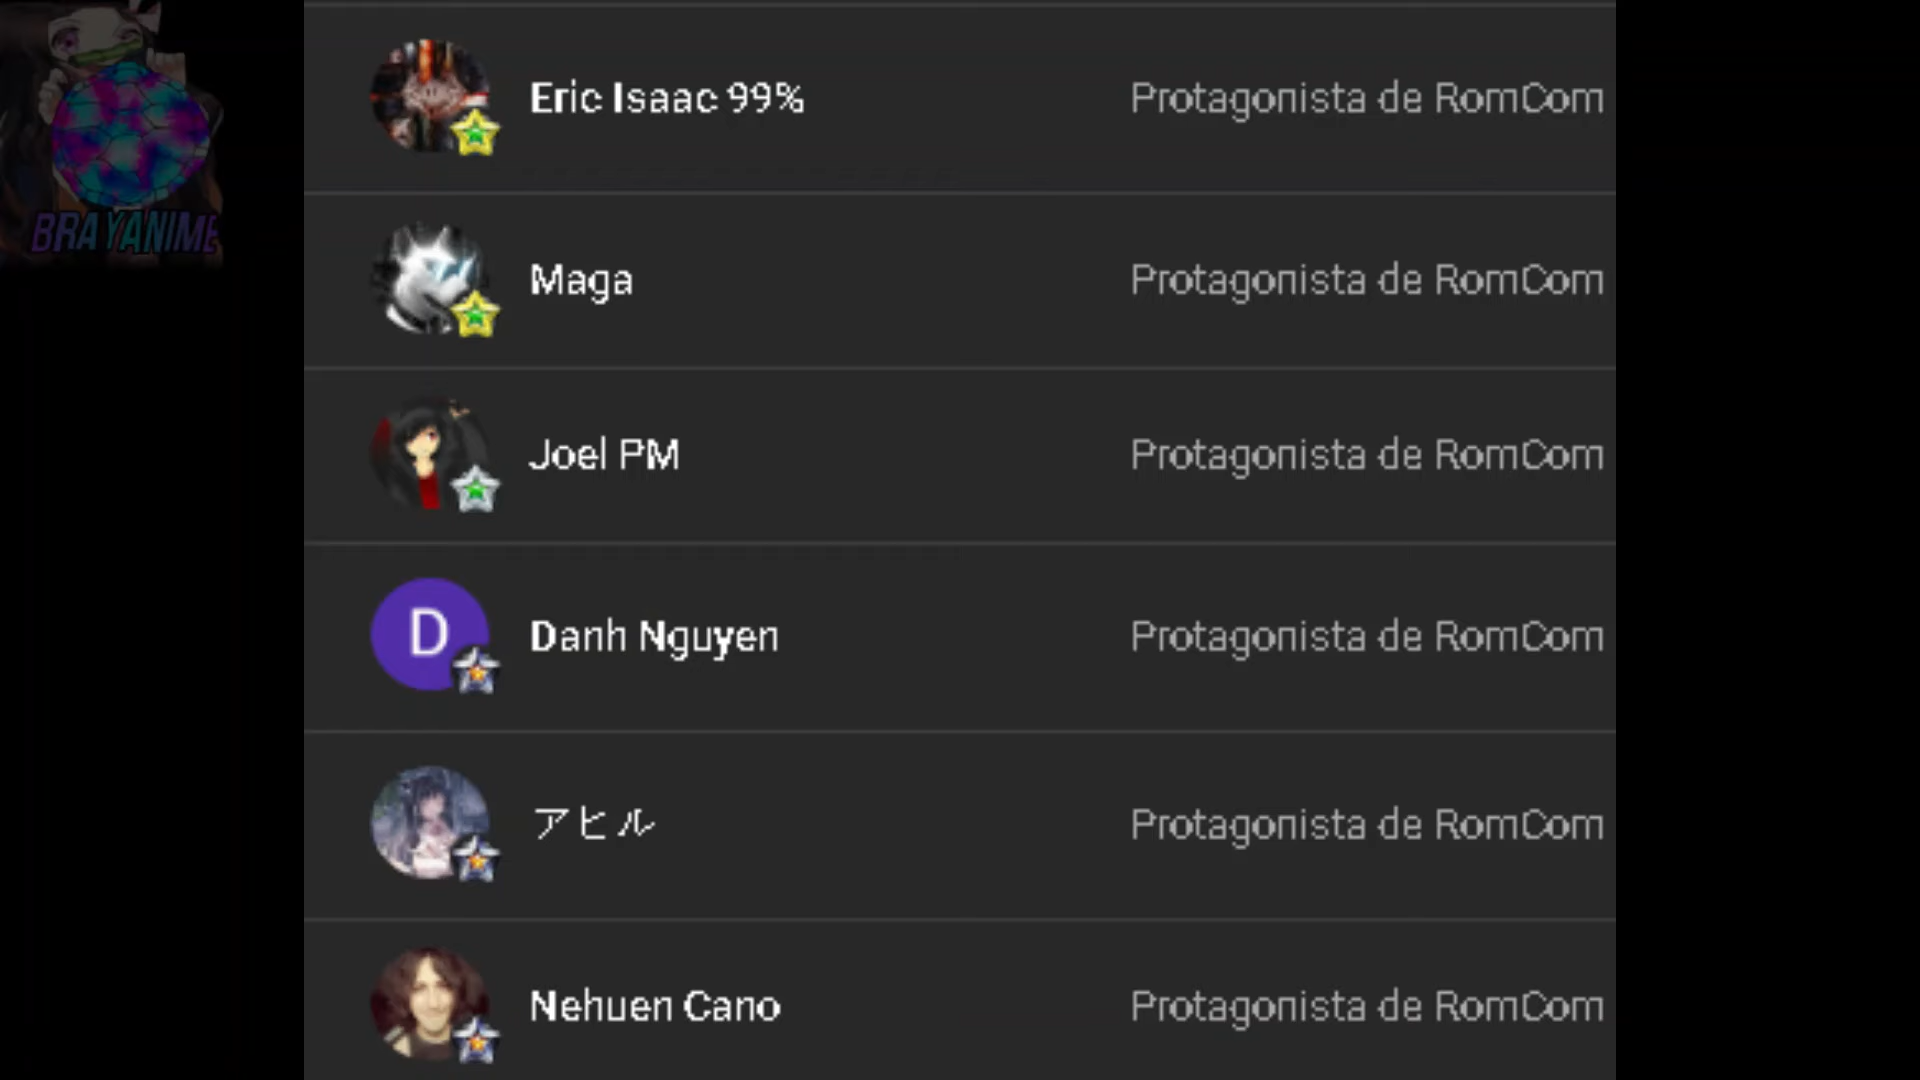 BRAYANIME
Eric Isaac 99% Protagonista de RomCom
Maga Protagonista de RomCom
Joel PM Protagonista de RomCom
D Danh Nguyen Protagonista de RomCom
アヒル Protagonista de RomCom
Nehuen Cano Protagonista de RomCom